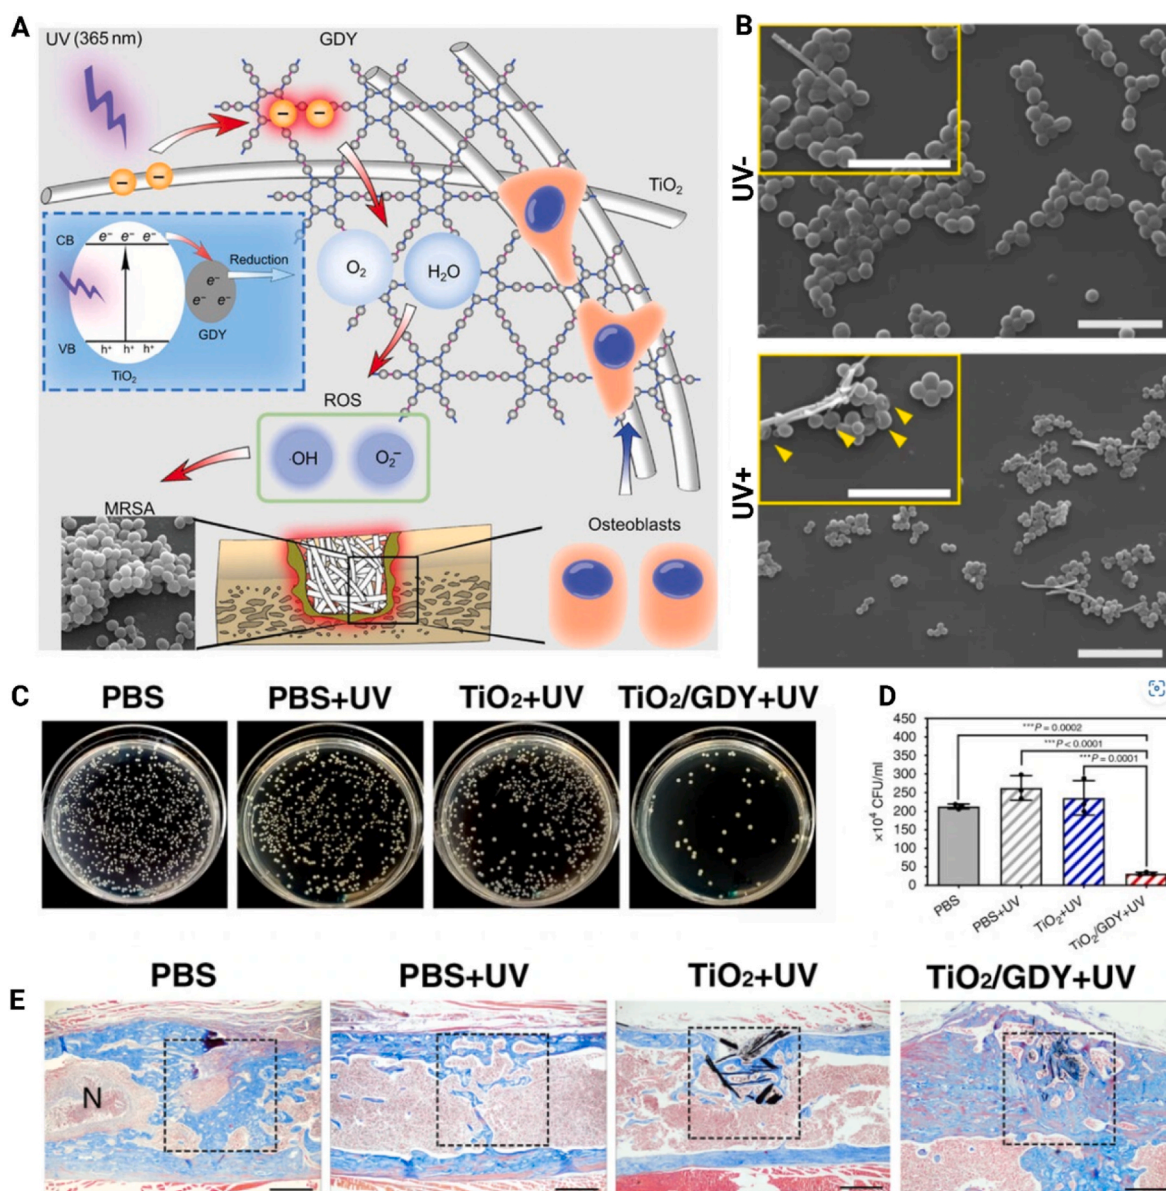 A
UV (365 nm)
GDY
TiO₂
CB
e⁻ e⁻ e⁻
Reduction
e⁻
e⁻ e⁻
GDY
VB
h⁺ h⁺ h⁺
TiO₂
O₂
H₂O
ROS
·OH
O₂⁻
MRSA
Osteoblasts
B
UV-
UV+
C
PBS
PBS+UV
TiO₂+UV
TiO₂/GDY+UV
D
×10⁴ CFU/ml
450
400
350
300
250
200
150
100
50
0
***P = 0.0002
***P < 0.0001
***P = 0.0001
PBS
PBS+UV
TiO₂+UV
TiO₂/GDY+UV
E
PBS
PBS+UV
TiO₂+UV
TiO₂/GDY+UV
N